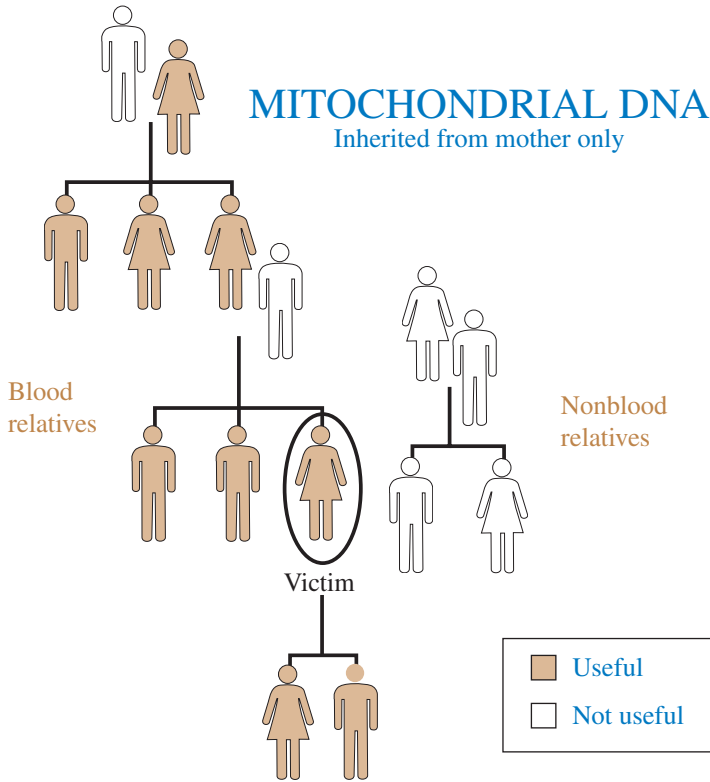 MITOCHONDRIAL DNA
Inherited from mother only
Blood
relatives
Nonblood
relatives
Victim
Useful
Not useful